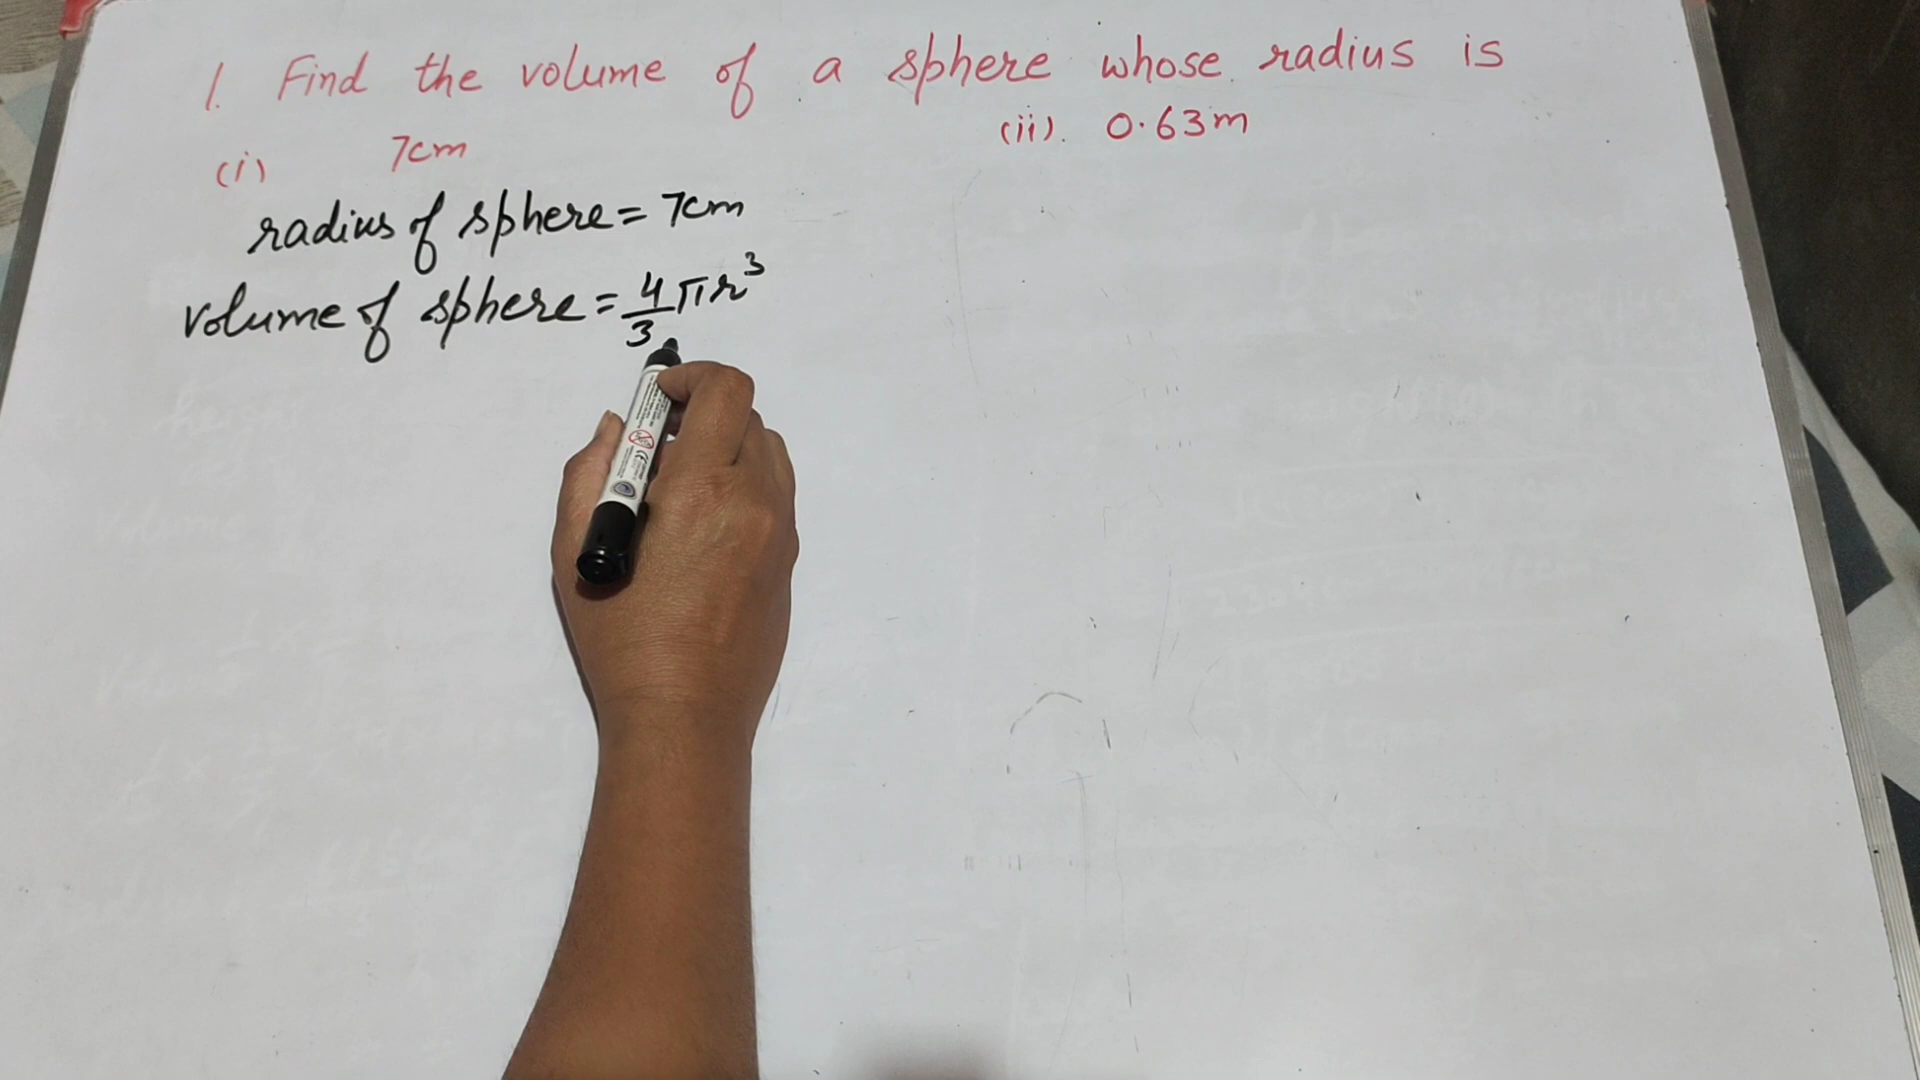 1. Find the volume of a sphere whose radius is
(i) 7cm (ii). 0.63m
radius of sphere = 7cm
volume of sphere = 4/3 πr³